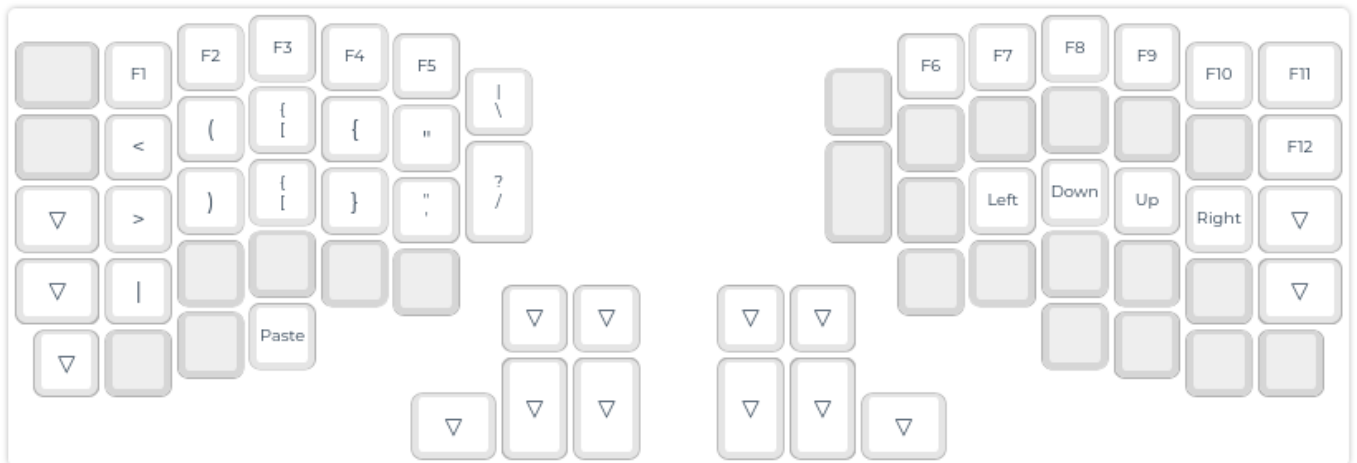 F1 F2 F3 F4 F5 F6 F7 F8 F9 F10 F11
|
\
< ( { { " F12
[
▽ > ) { } " ? Left Down Up Right ▽
[ ' /
▽ | ▽
▽ Paste ▽ ▽ ▽ ▽
▽ ▽ ▽ ▽ ▽ ▽